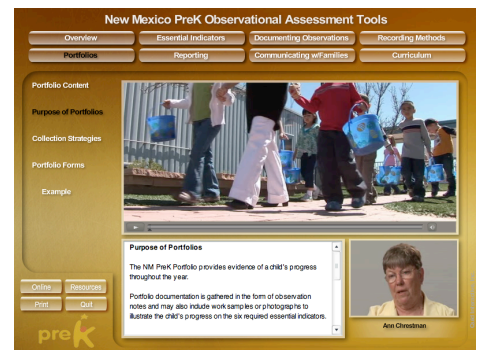 New Mexico PreK Observational Assessment Tools
Overview
Essential Indicators
Documenting Observations
Recording Methods
Portfolios
Reporting
Communicating w/Families
Curriculum
Portfolio Content
Purpose of Portfolios
Collection Strategies
Portfolio Forms
Example
Purpose of Portfolios
The NM PreK Portfolio provides evidence of a child's progress
throughout the year.
Portfolio documentation is gathered in the form of observation
notes and may also include work samples or photographs to
illustrate the child's progress on the six required essential indicators.
Ann Chrestman
Online
Resources
Print
Quit
preK